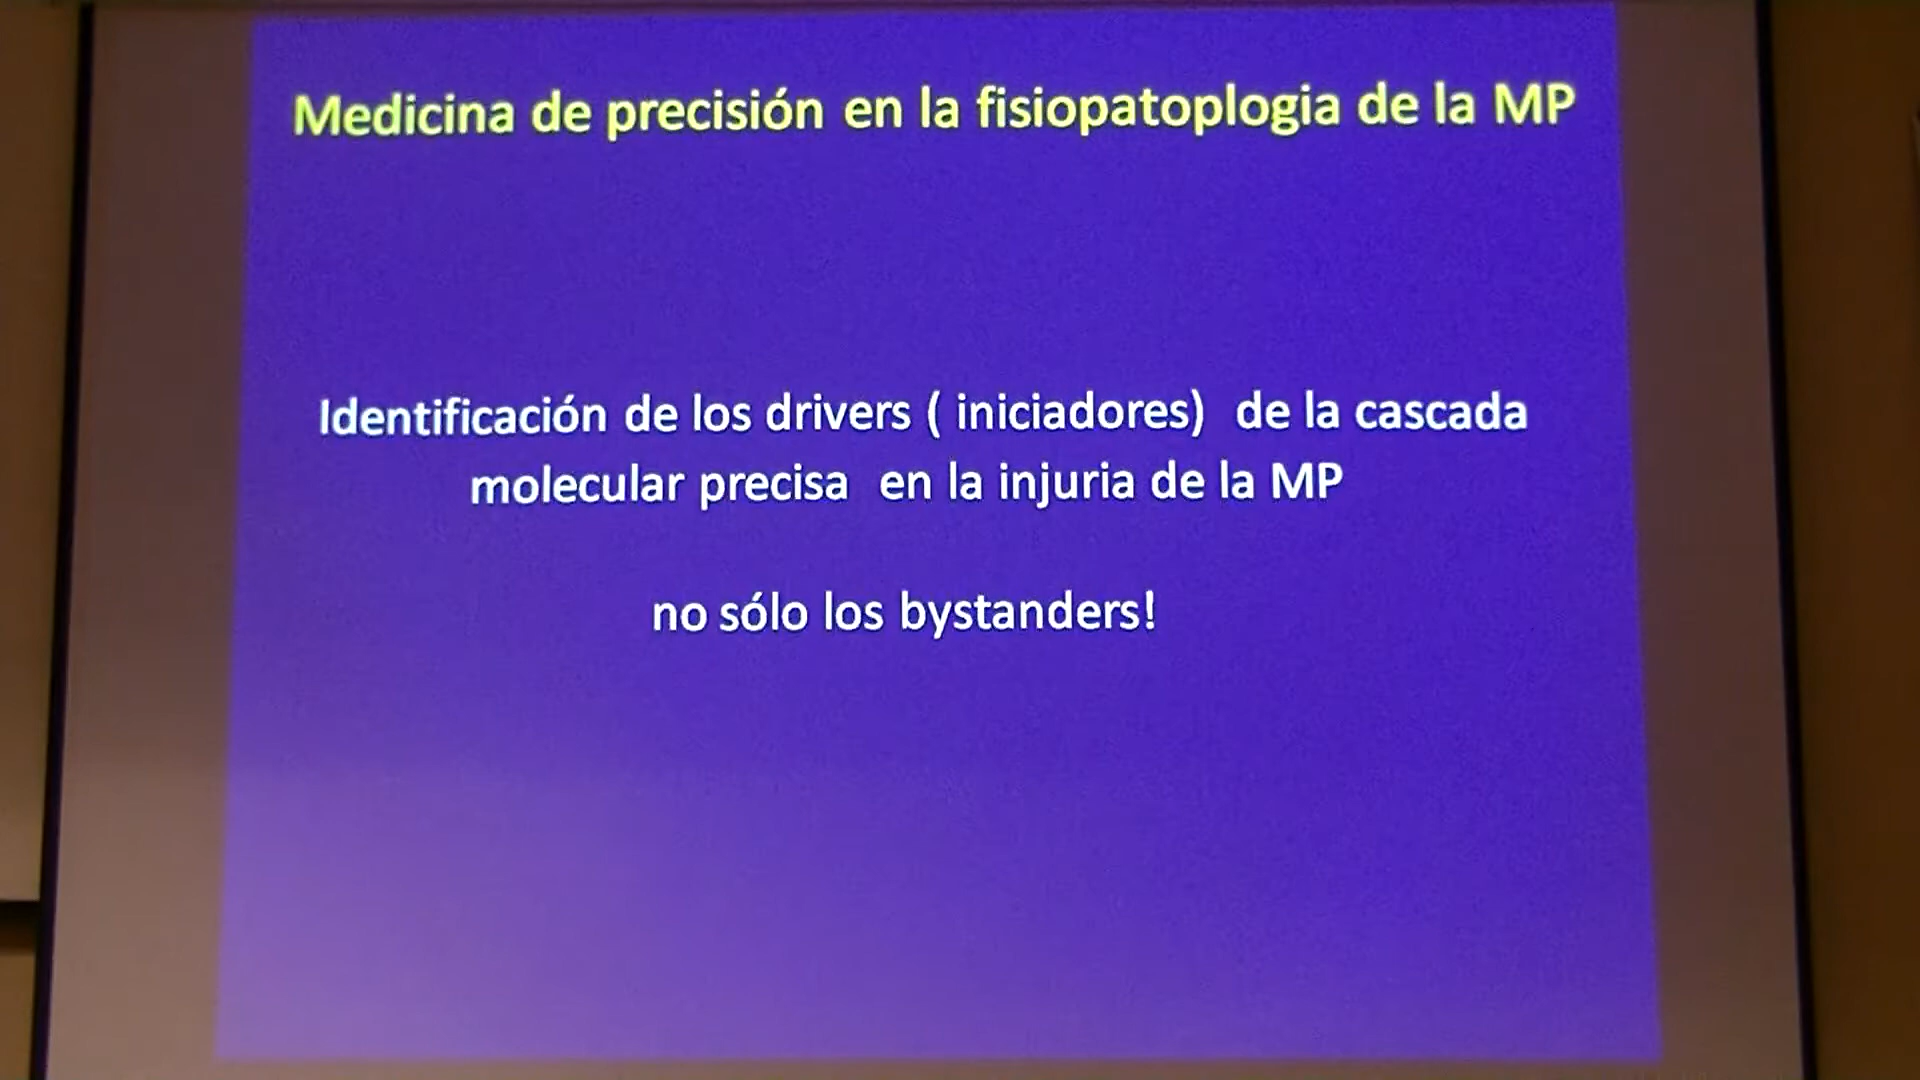 Medicina de precisión en la fisiopatoplogia de la MP
Identificación de los drivers ( iniciadores)  de la cascada
molecular precisa  en la injuria de la MP
no sólo los bystanders!